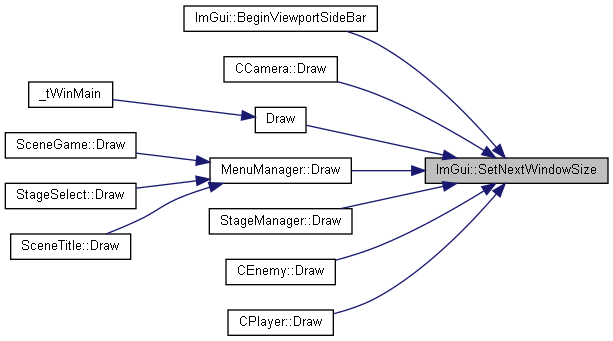 ImGui::BeginViewportSideBar
CCamera::Draw
_tWinMain
Draw
SceneGame::Draw
MenuManager::Draw
ImGui::SetNextWindowSize
StageSelect::Draw
StageManager::Draw
SceneTitle::Draw
CEnemy::Draw
CPlayer::Draw